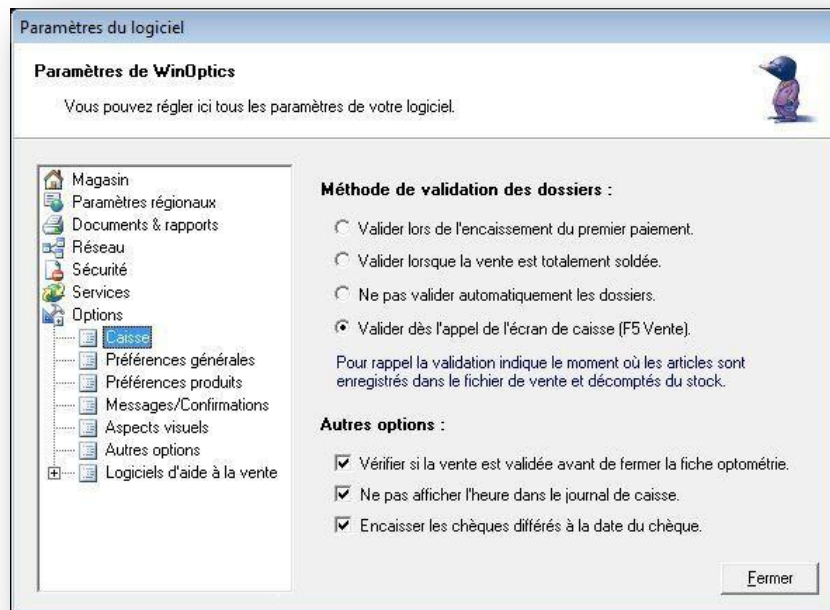 Paramètres du logiciel
Paramètres de WinOptics
Vous pouvez régler ici tous les paramètres de votre logiciel.
Magasin
Paramètres régionaux
Documents & rapports
Réseau
Sécurité
Services
Options
Caisse
Préférences générales
Préférences produits
Messages/Confirmations
Aspects visuels
Autres options
Logiciels d'aide à la vente
Méthode de validation des dossiers :
Valider lors de l'encaissement du premier paiement.
Valider lorsque la vente est totalement soldée.
Ne pas valider automatiquement les dossiers.
Valider dès l'appel de l'écran de caisse (F5 Vente).
Pour rappel la validation indique le moment où les articles sont
enregistrés dans le fichier de vente et décomptés du stock.
Autres options :
Vérifier si la vente est validée avant de fermer la fiche optométrie.
Ne pas afficher l'heure dans le journal de caisse.
Encaisser les chèques différés à la date du chèque.
Fermer